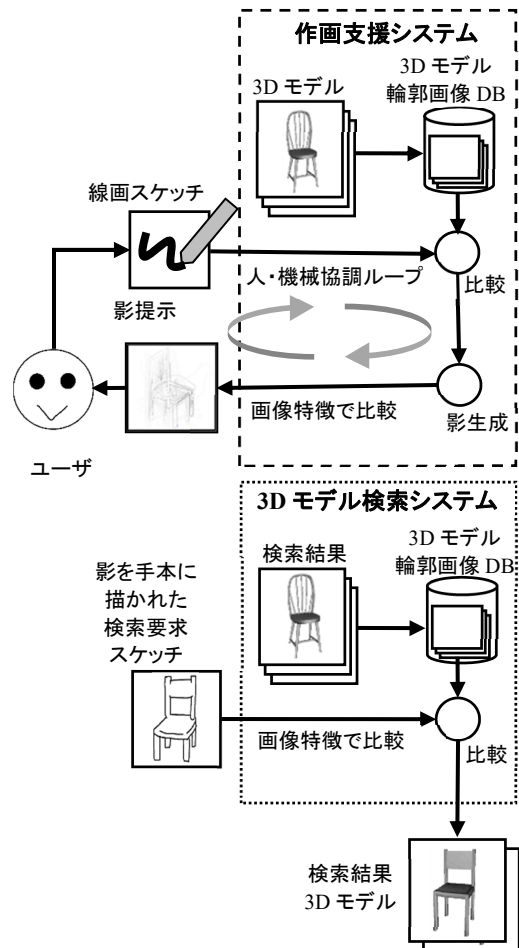 作画支援システム
3D モデル
3D モデル
輪郭画像 DB
線画スケッチ
人・機械協調ループ
比較
影提示
画像特徴で比較
影生成
ユーザ
3D モデル検索システム
検索結果
3D モデル
輪郭画像 DB
影を手本に
描かれた
検索要求
スケッチ
画像特徴で比較
比較
検索結果
3D モデル